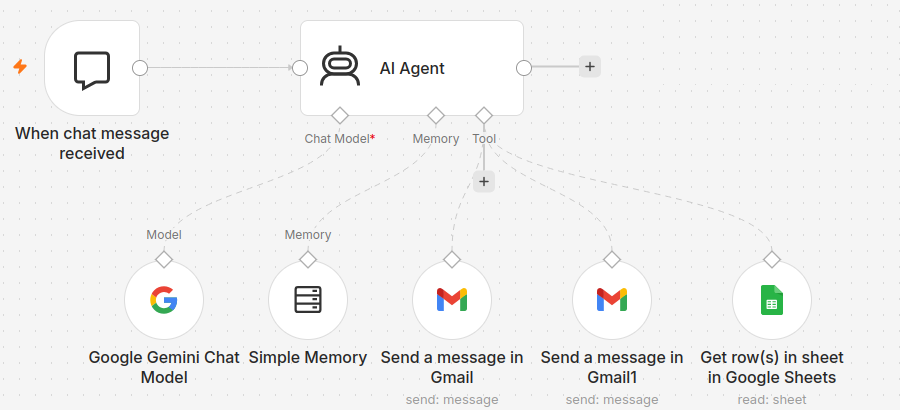 AI Agent
When chat message
received
Chat Model*
Memory
Tool
+
+
Model
Memory
Google Gemini Chat
Model
Simple Memory
Send a message in
Gmail
send: message
Send a message in
Gmail1
send: message
Get row(s) in sheet
in Google Sheets
read: sheet